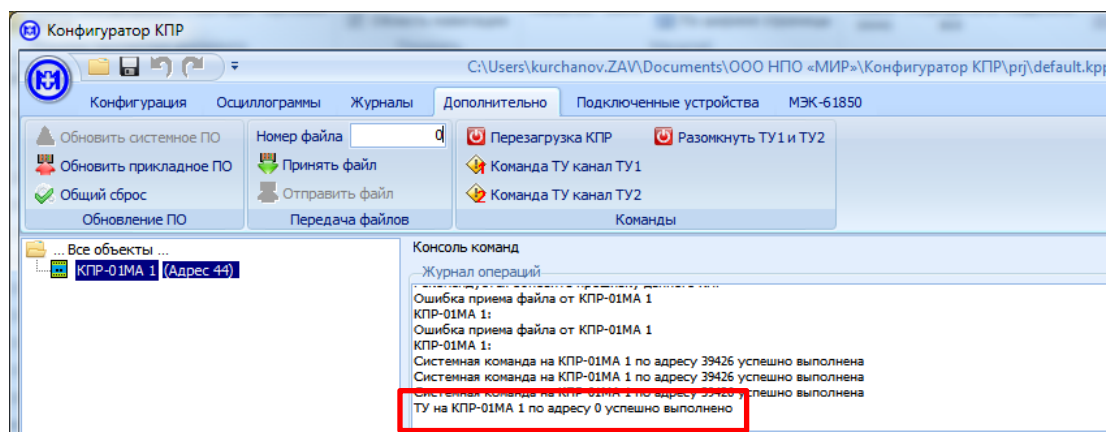 Конфигуратор КПР
C:\Users\kurchanov.ZAV\Documents\ООО НПО «МИР»\Конфигуратор КПР\prj\default.kpp
Конфигурация Осциллограммы Журналы Дополнительно Подключенные устройства МЭК-61850
Обновить системное ПО Номер файла 0 Перезагрузка КПР Разомкнуть ТУ1 и ТУ2
Обновить прикладное ПО Принять файл Команда ТУ канал ТУ1
Общий сброс Отправить файл Команда ТУ канал ТУ2
Обновление ПО Передача файлов Команды
... Все объекты ... Консоль команд
КПР-01МА 1 (Адрес 44) Журнал операций
Ошибка приема файла от КПР-01МА 1
КПР-01МА 1:
Ошибка приема файла от КПР-01МА 1
КПР-01МА 1:
Системная команда на КПР-01МА 1 по адресу 39426 успешно выполнена
Системная команда на КПР-01МА 1 по адресу 39426 успешно выполнена
Системная команда на КПР-01МА 1 по адресу 39426 успешно выполнена
ТУ на КПР-01МА 1 по адресу 0 успешно выполнено